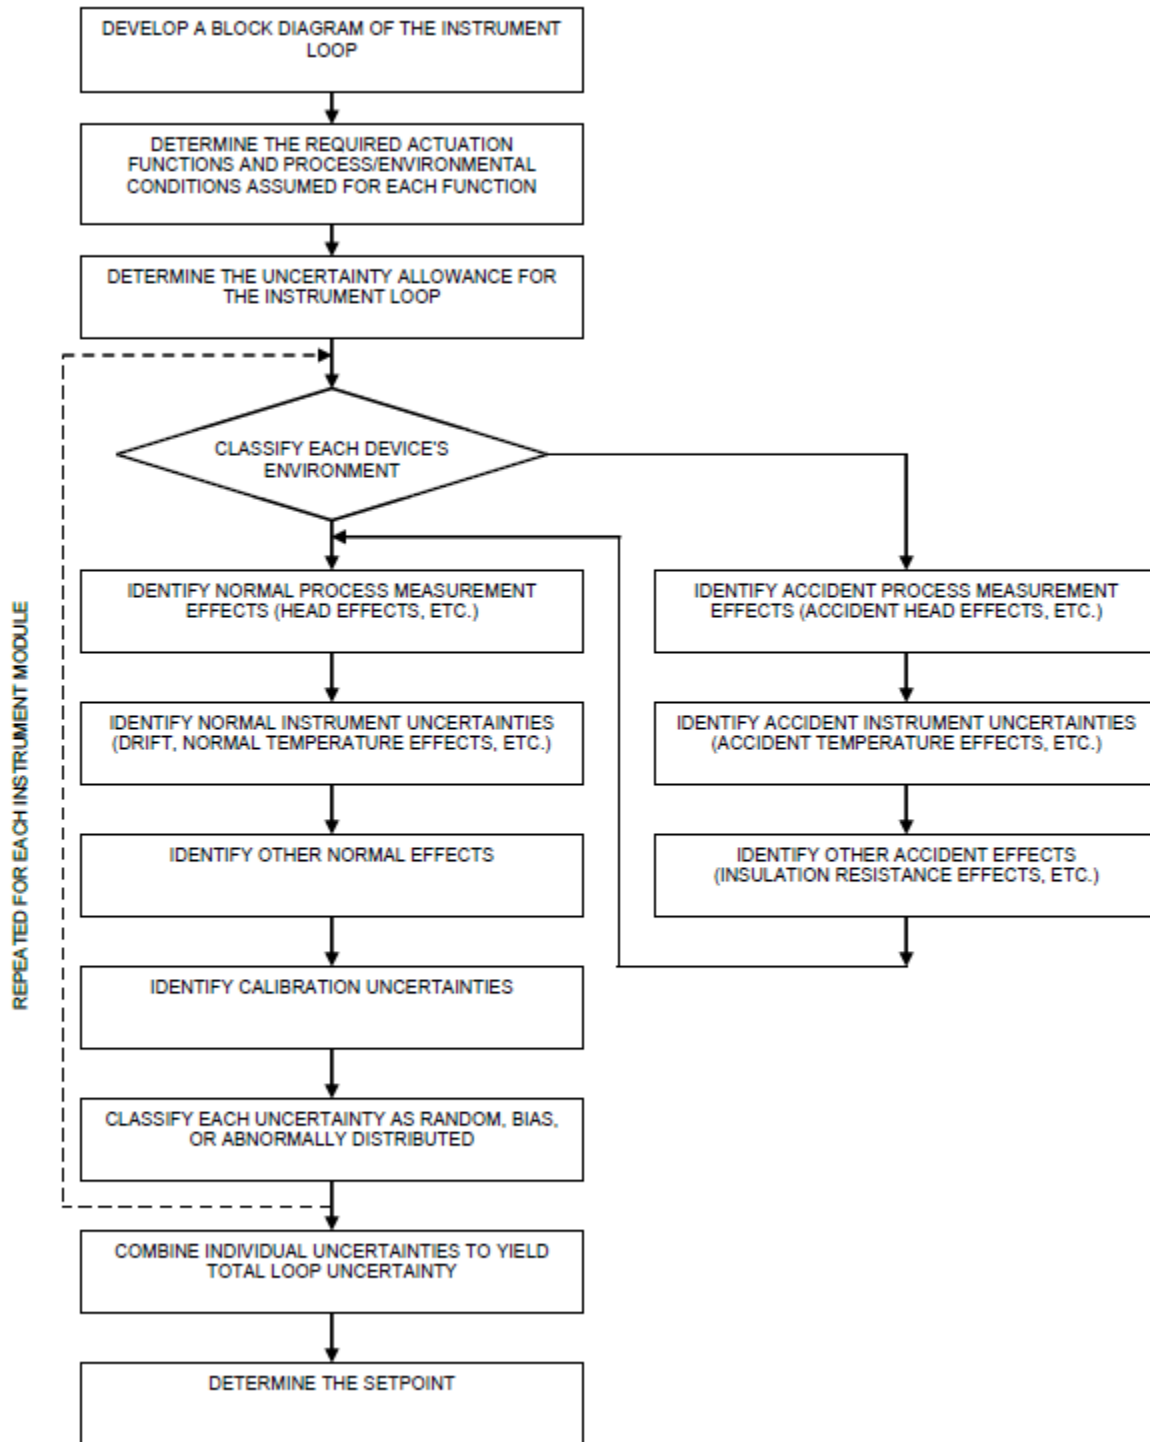 DEVELOP A BLOCK DIAGRAM OF THE INSTRUMENT
LOOP
DETERMINE THE REQUIRED ACTUATION
FUNCTIONS AND PROCESS/ENVIRONMENTAL
CONDITIONS ASSUMED FOR EACH FUNCTION
DETERMINE THE UNCERTAINTY ALLOWANCE FOR
THE INSTRUMENT LOOP
CLASSIFY EACH DEVICE'S
ENVIRONMENT
REPEATED FOR EACH INSTRUMENT MODULE
IDENTIFY NORMAL PROCESS MEASUREMENT
EFFECTS (HEAD EFFECTS, ETC.)
IDENTIFY NORMAL INSTRUMENT UNCERTAINTIES
(DRIFT, NORMAL TEMPERATURE EFFECTS, ETC.)
IDENTIFY OTHER NORMAL EFFECTS
IDENTIFY CALIBRATION UNCERTAINTIES
CLASSIFY EACH UNCERTAINTY AS RANDOM, BIAS,
OR ABNORMALLY DISTRIBUTED
COMBINE INDIVIDUAL UNCERTAINTIES TO YIELD
TOTAL LOOP UNCERTAINTY
DETERMINE THE SETPOINT
IDENTIFY ACCIDENT PROCESS MEASUREMENT
EFFECTS (ACCIDENT HEAD EFFECTS, ETC.)
IDENTIFY ACCIDENT INSTRUMENT UNCERTAINTIES
(ACCIDENT TEMPERATURE EFFECTS, ETC.)
IDENTIFY OTHER ACCIDENT EFFECTS
(INSULATION RESISTANCE EFFECTS, ETC.)